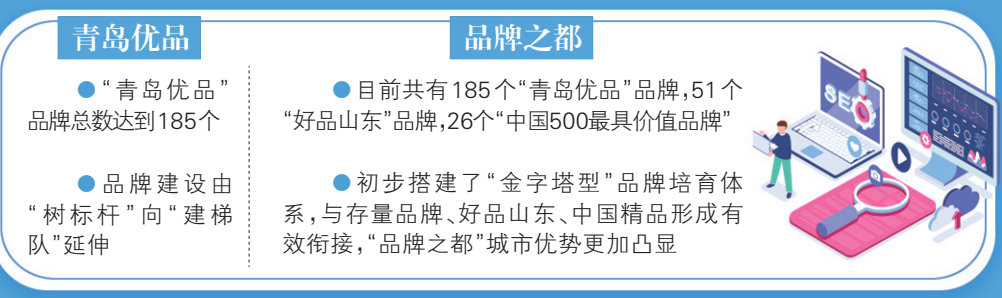 青岛优品
●“青岛优品”
品牌总数达到185个
●品牌建设由
“树标杆”向“建梯
队”延伸
品牌之都
●目前共有185个“青岛优品”品牌,51个
“好品山东”品牌,26个“中国500最具价值品牌”
●初步搭建了“金字塔型”品牌培育体
系,与存量品牌、好品山东、中国精品形成有
效衔接,“品牌之都”城市优势更加凸显
SEO